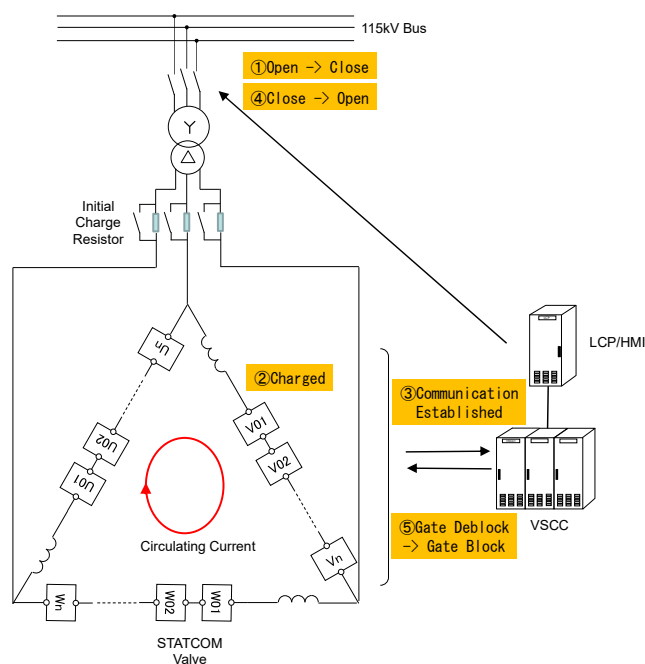 115kV Bus
①Open -> Close
④Close -> Open
Y
△
Initial
Charge
Resistor
LCP/HMI
Un
②Charged
③Communication
Established
V01
U02
V02
U01
VSCC
⑤Gate Deblock
-> Gate Block
Circulating Current
Vn
Wn
W02
W01
STATCOM
Valve